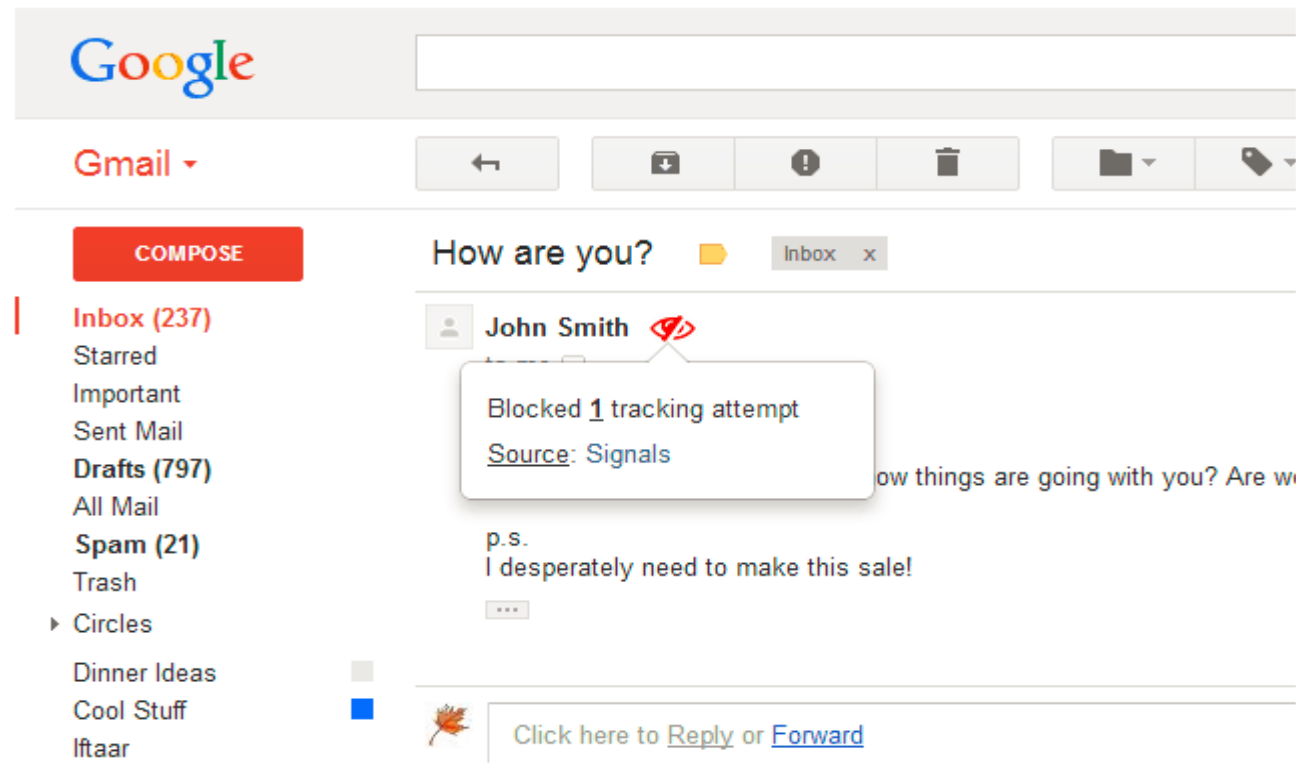 Google
Gmail
COMPOSE
Inbox (237)
Starred
Important
Sent Mail
Drafts (797)
All Mail
Spam (21)
Trash
Circles
Dinner Ideas
Cool Stuff
Iftaar
How are you? Inbox x
John Smith
Blocked 1 tracking attempt
Source: Signals
ow things are going with you? Are we
p.s.
I desperately need to make this sale!
Click here to Reply or Forward